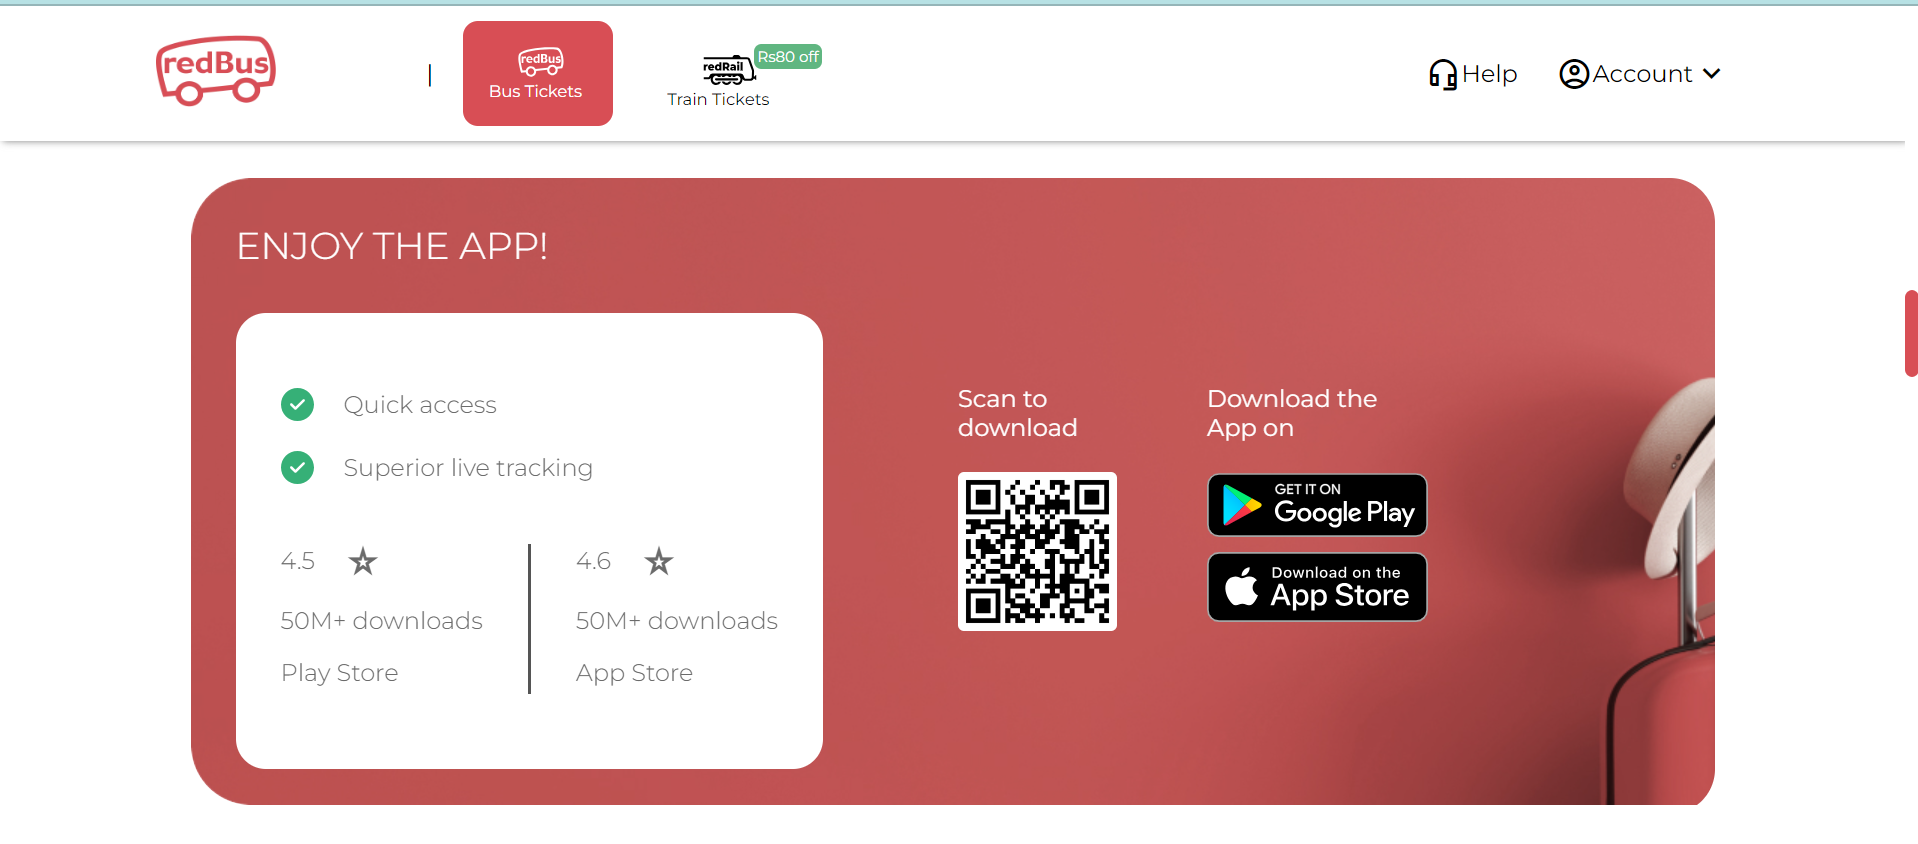 redBus
redBus
Bus Tickets
redRail
Rs80 off
Train Tickets
Help
Account
ENJOY THE APP!
Quick access
Superior live tracking
4.5
50M+ downloads
Play Store
4.6
50M+ downloads
App Store
Scan to
download
Download the
App on
GET IT ON
Google Play
Download on the
App Store